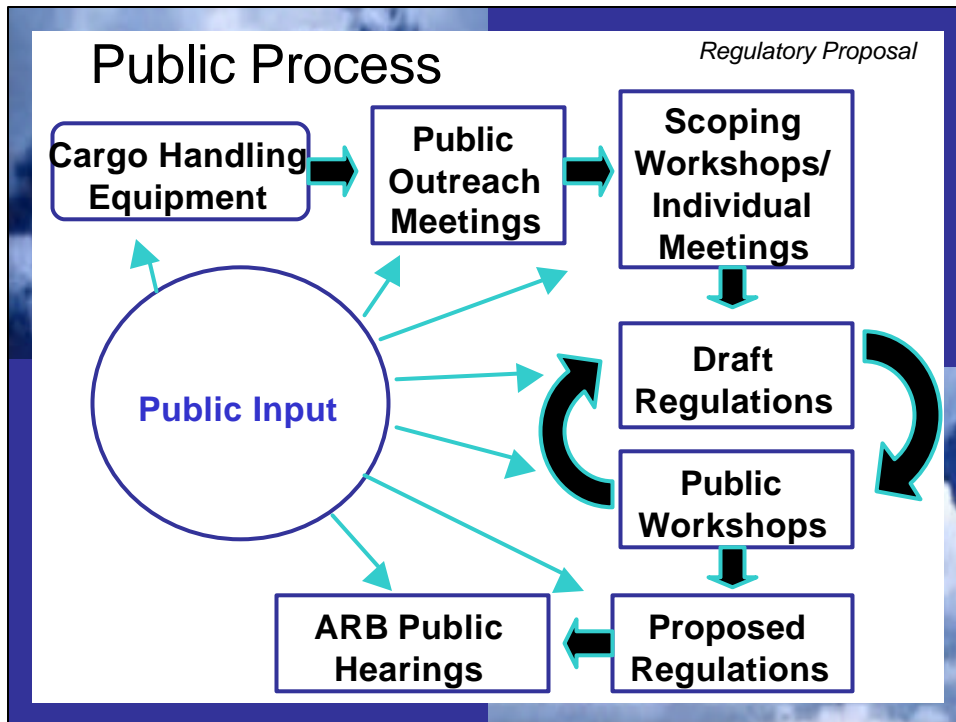 Public Process
Regulatory Proposal
Cargo Handling
Equipment
Public
Outreach
Meetings
Scoping
Workshops/
Individual
Meetings
Draft
Regulations
Public Input
Public
Workshops
ARB Public
Hearings
Proposed
Regulations